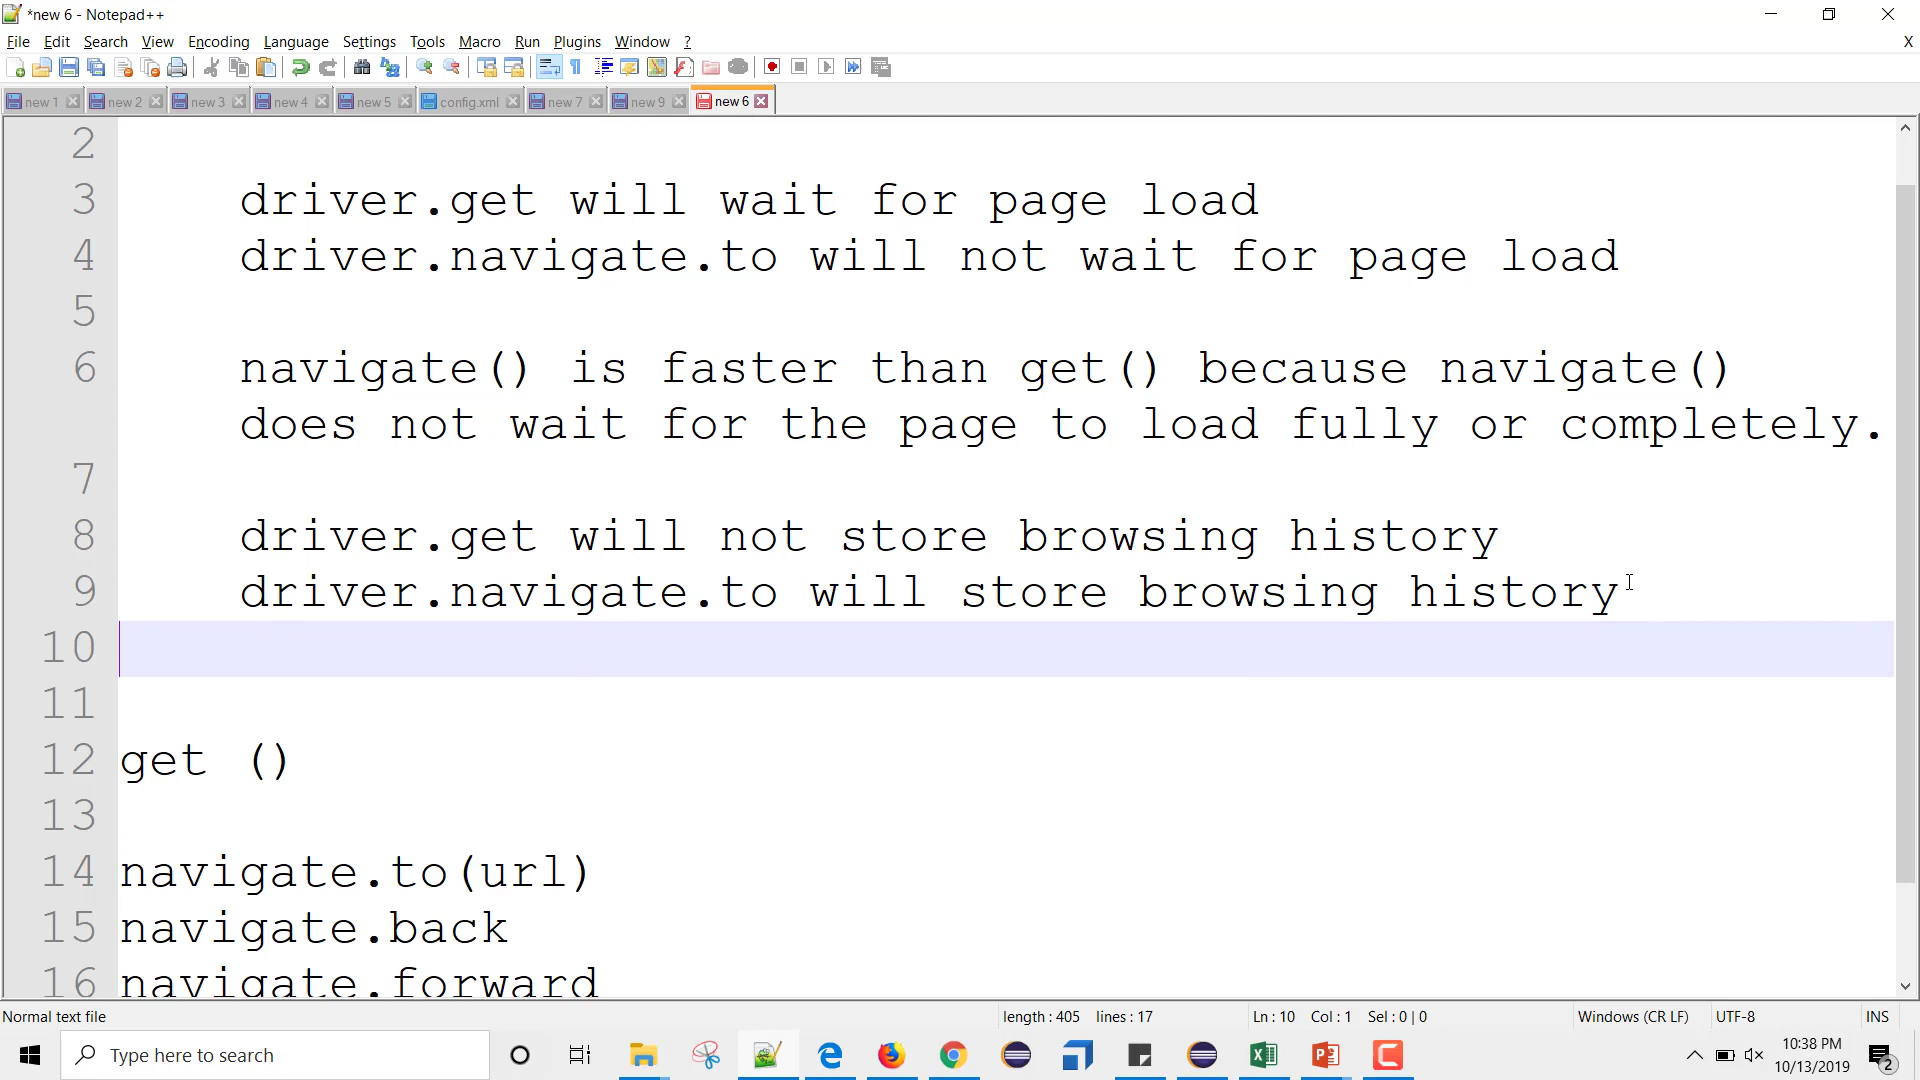 *new 6 - Notepad++
File Edit Search View Encoding Language Settings Tools Macro Run Plugins Window ? X
new 1 new 2 new 3 new 4 new 5 config.xml new 7 new 9 new 6
2
3 driver.get will wait for page load
4 driver.navigate.to will not wait for page load
5
6 navigate() is faster than get() because navigate()
does not wait for the page to load fully or completely.
7
8 driver.get will not store browsing history
9 driver.navigate.to will store browsing history
10
11
12 get ()
13
14 navigate.to(url)
15 navigate.back
16 navigate.forward
Normal text file length : 405 lines : 17 Ln : 10 Col : 1 Sel : 0 | 0 Windows (CR LF) UTF-8 INS
Type here to search
10:38 PM
10/13/2019
2